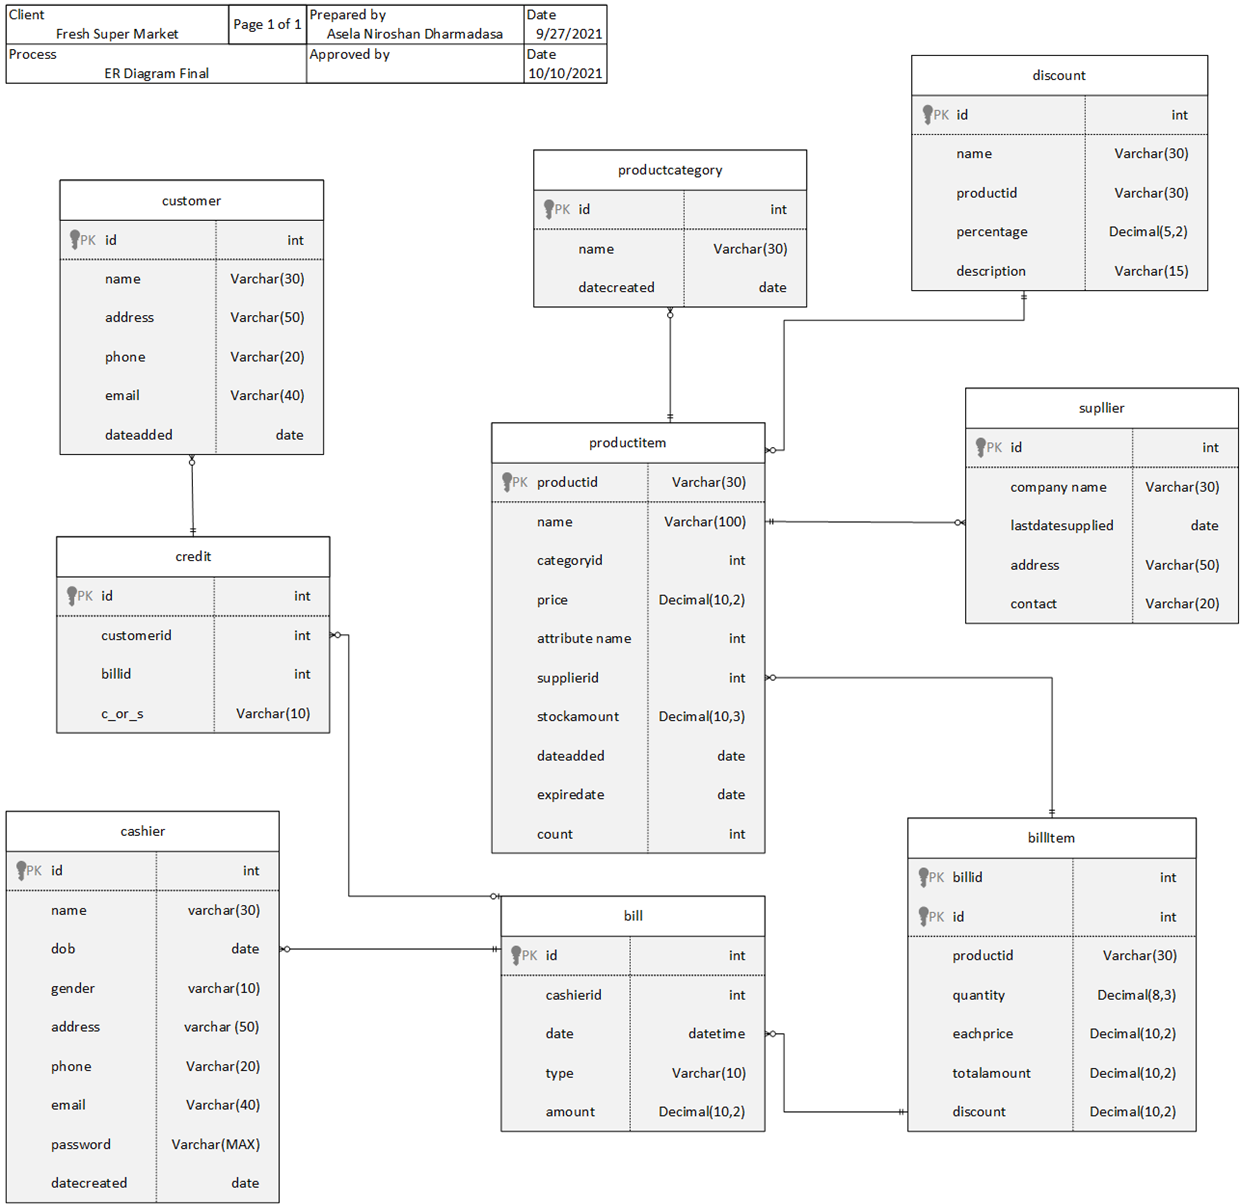 Client
Fresh Super Market
Page 1 of 1
Prepared by
Asela Niroshan Dharmadasa
Date
9/27/2021
Process
ER Diagram Final
Approved by
Date
10/10/2021
discount
PK id int
name Varchar(30)
productid Varchar(30)
percentage Decimal(5,2)
description Varchar(15)
productcategory
PK id int
name Varchar(30)
datecreated date
customer
PK id int
name Varchar(30)
address Varchar(50)
phone Varchar(20)
email Varchar(40)
dateadded date
supllier
PK id int
company name Varchar(30)
lastdatesupplied date
address Varchar(50)
contact Varchar(20)
productitem
PK productid Varchar(30)
name Varchar(100)
categoryid int
price Decimal(10,2)
attribute name int
supplierid int
stockamount Decimal(10,3)
dateadded date
expiredate date
count int
credit
PK id int
customerid int
billid int
c_or_s Varchar(10)
cashier
PK id int
name varchar(30)
dob date
gender varchar(10)
address varchar (50)
phone Varchar(20)
email Varchar(40)
password Varchar(MAX)
datecreated date
bill
PK id int
cashierid int
date datetime
type Varchar(10)
amount Decimal(10,2)
billItem
PK billid int
PK id int
productid Varchar(30)
quantity Decimal(8,3)
eachprice Decimal(10,2)
totalamount Decimal(10,2)
discount Decimal(10,2)